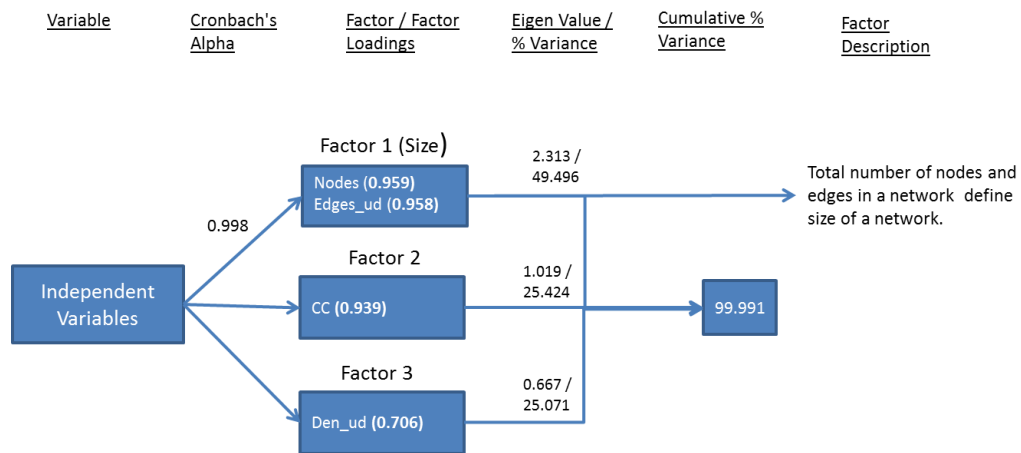 Variable
Cronbach's
Alpha
Factor / Factor
Loadings
Eigen Value /
% Variance
Cumulative %
Variance
Factor
Description
Factor 1 (Size)
Nodes (0.959)
Edges_ud (0.958)
2.313 /
49.496
Total number of nodes and
edges in a network define
size of a network.
0.998
Independent
Variables
Factor 2
CC (0.939)
1.019 /
25.424
99.991
Factor 3
Den_ud (0.706)
0.667 /
25.071